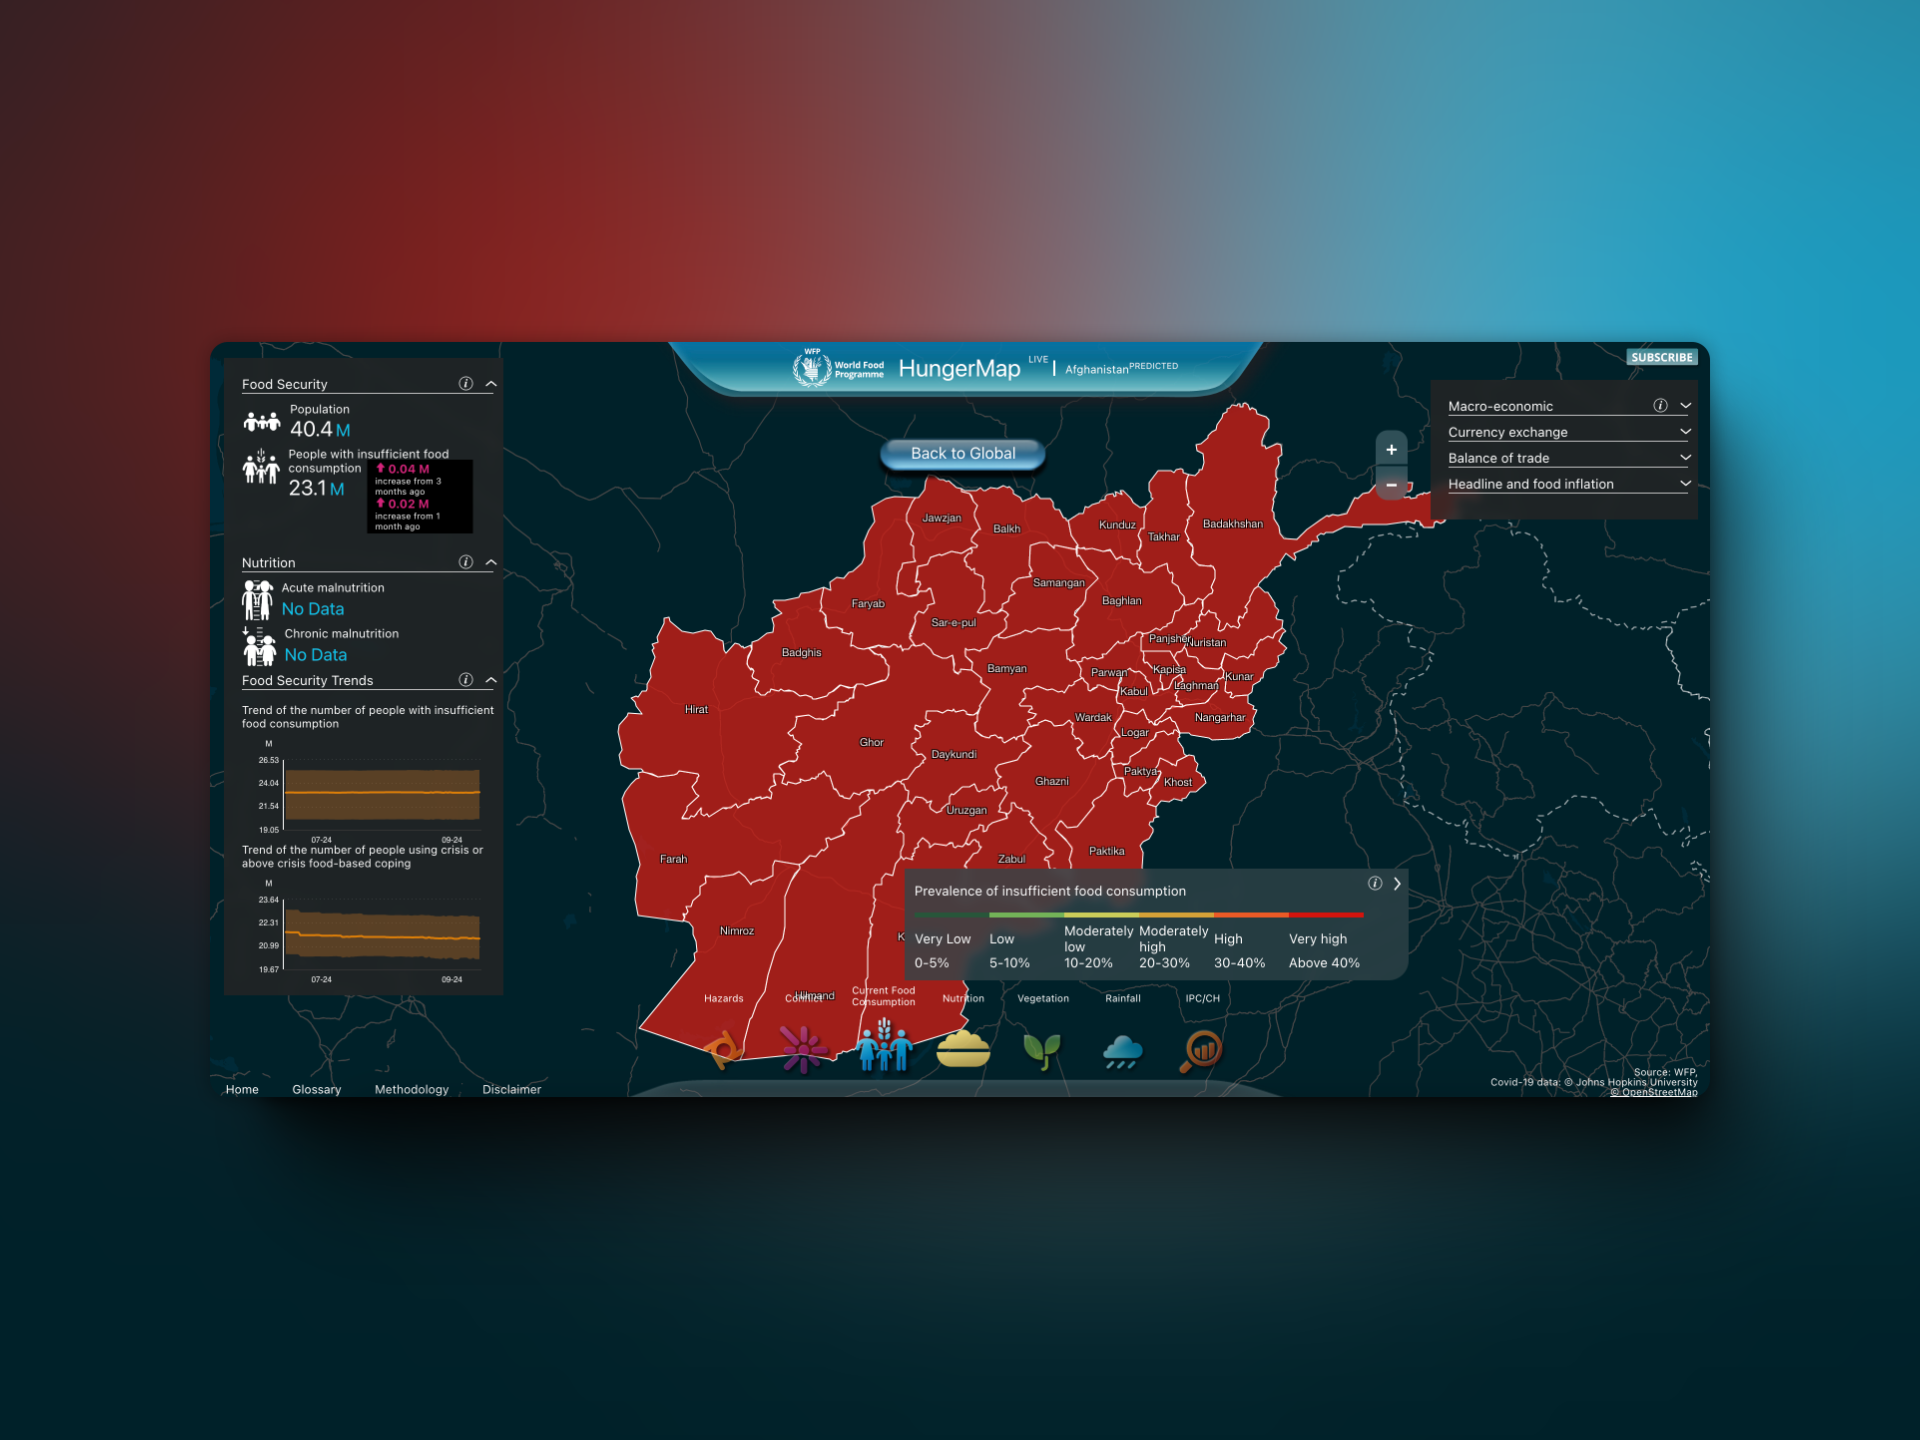 WFP
World Food
Programme
HungerMap LIVE | Afghanistan PREDICTED
SUBSCRIBE
Food Security
Population
40.4 M
People with insufficient food
consumption
23.1 M
0.04 M
increase from 3
months ago
0.02 M
increase from 1
month ago
Nutrition
Acute malnutrition
No Data
Chronic malnutrition
No Data
Food Security Trends
Trend of the number of people with insufficient
food consumption
M
26.53
24.04
21.54
19.05
07-24 09-24
Trend of the number of people using crisis or
above crisis food-based coping
M
23.64
22.31
20.99
19.67
07-24 09-24
Back to Global
+
−
Macro-economic
Currency exchange
Balance of trade
Headline and food inflation
Jawzjan
Balkh
Kunduz
Takhar
Badakhshan
Samangan
Baghlan
Faryab
Sar-e-pul
Panjsher
Nuristan
Badghis
Bamyan
Parwan
Kapisa
Kunar
Laghman
Kabul
Hirat
Wardak
Nangarhar
Logar
Ghor
Daykundi
Paktya
Ghazni
Khost
Uruzgan
Farah
Zabul
Paktika
Nimroz
K
Hilmand
Prevalence of insufficient food consumption
Very Low Low Moderately low Moderately high High Very high
0-5% 5-10% 10-20% 20-30% 30-40% Above 40%
Hazards
Conflict
Current Food
Consumption
Nutrition
Vegetation
Rainfall
IPC/CH
Home Glossary Methodology Disclaimer
Source: WFP,
Covid-19 data: © Johns Hopkins University
© OpenStreetMap